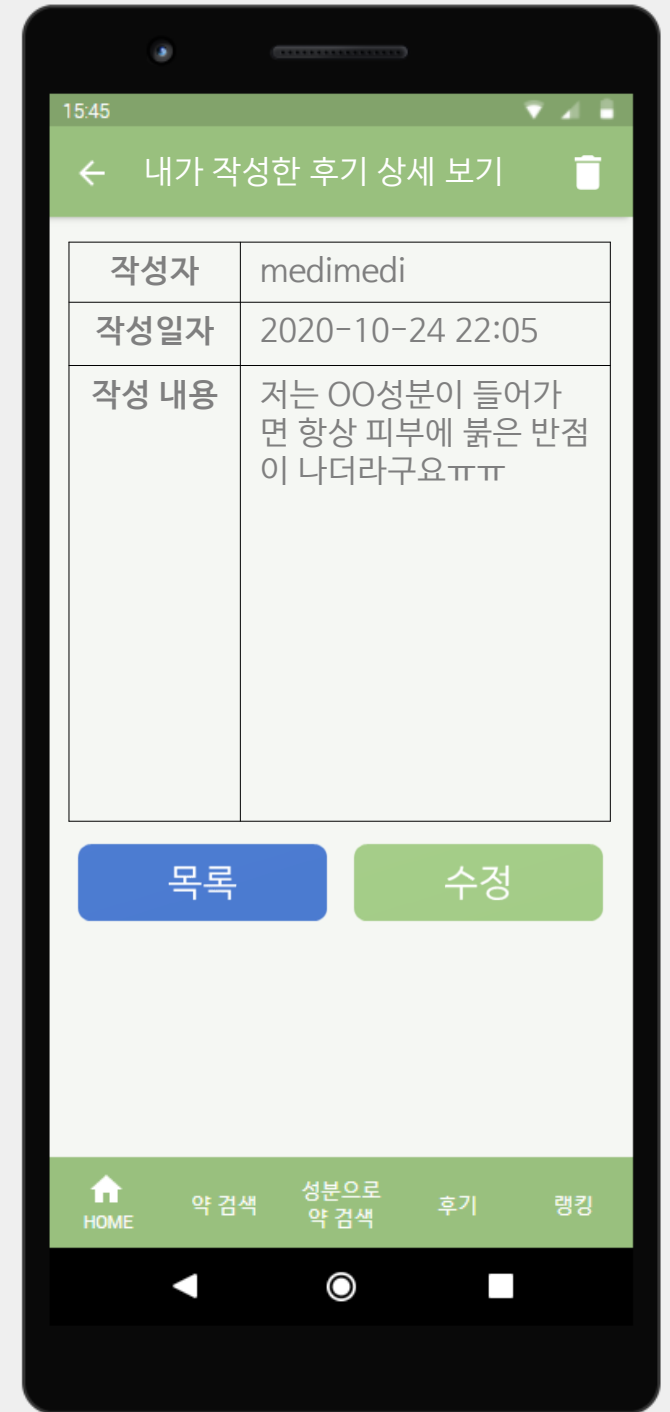 15:45
내가 작성한 후기 상세 보기
작성자 medimedi
작성일자 2020-10-24 22:05
작성 내용 저는 OO성분이 들어가
면 항상 피부에 붉은 반점
이 나더라구요ㅠㅠ
목록 수정
HOME
약 검색
성분으로
약 검색
후기
랭킹